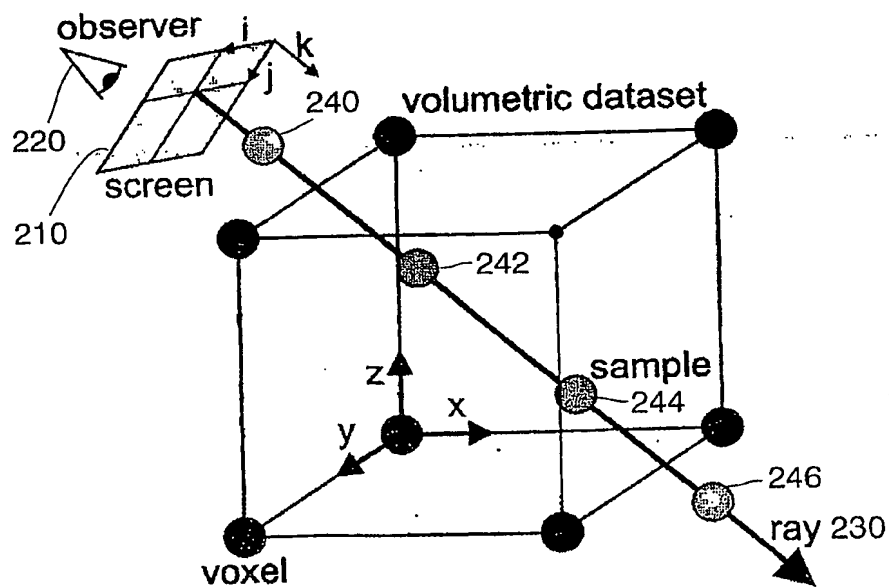 observer
i
k
j
240
volumetric dataset
220
screen
210
242
sample
z
244
x
y
246
ray 230
voxel